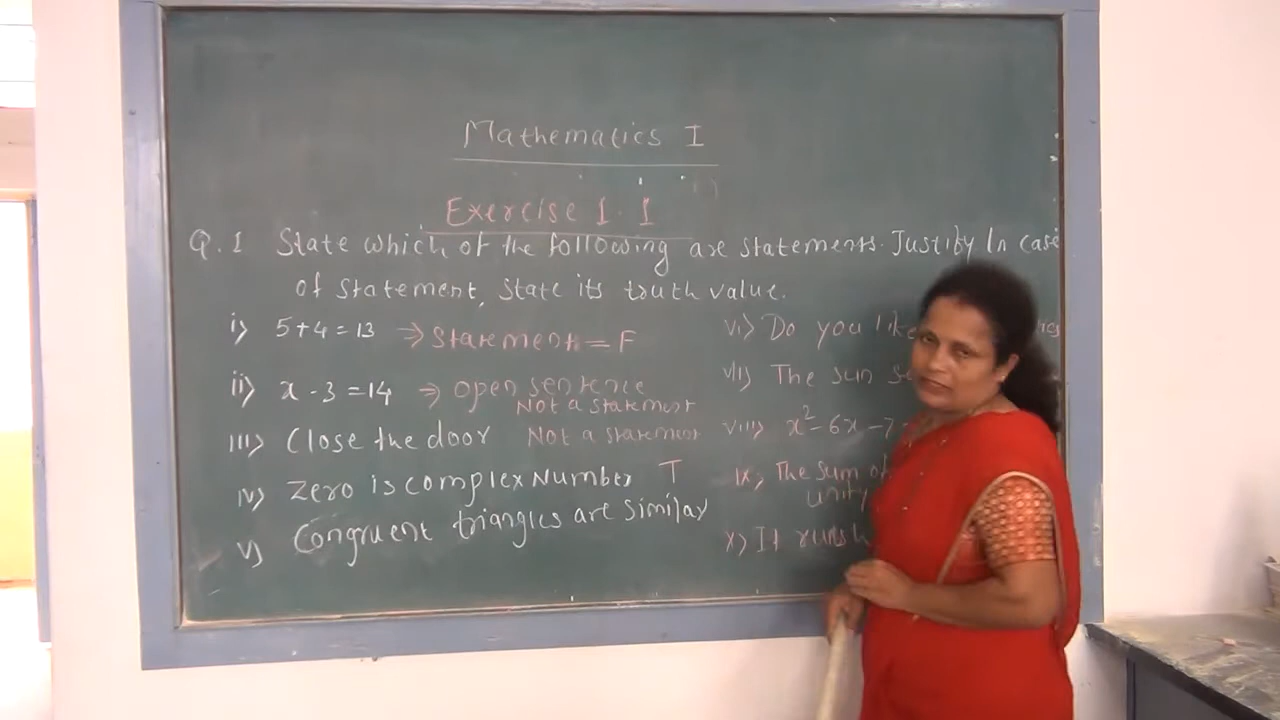 Mathematics I
Exercise 1.1
Q.1 State which of the following are statements. Justify In case
of statement, state its truth value.
i) 5+4=13 ⇒ Statement = F
ii) x - 3 = 14 ⇒ open sentence
Not a statement
iii) Close the door Not a statement
iv) Zero is complex Number T
v) Congruent triangles are similar
vi) Do you like
vii) The sun
viii) x² - 6x - 7
ix) The sum of
unity
x) It